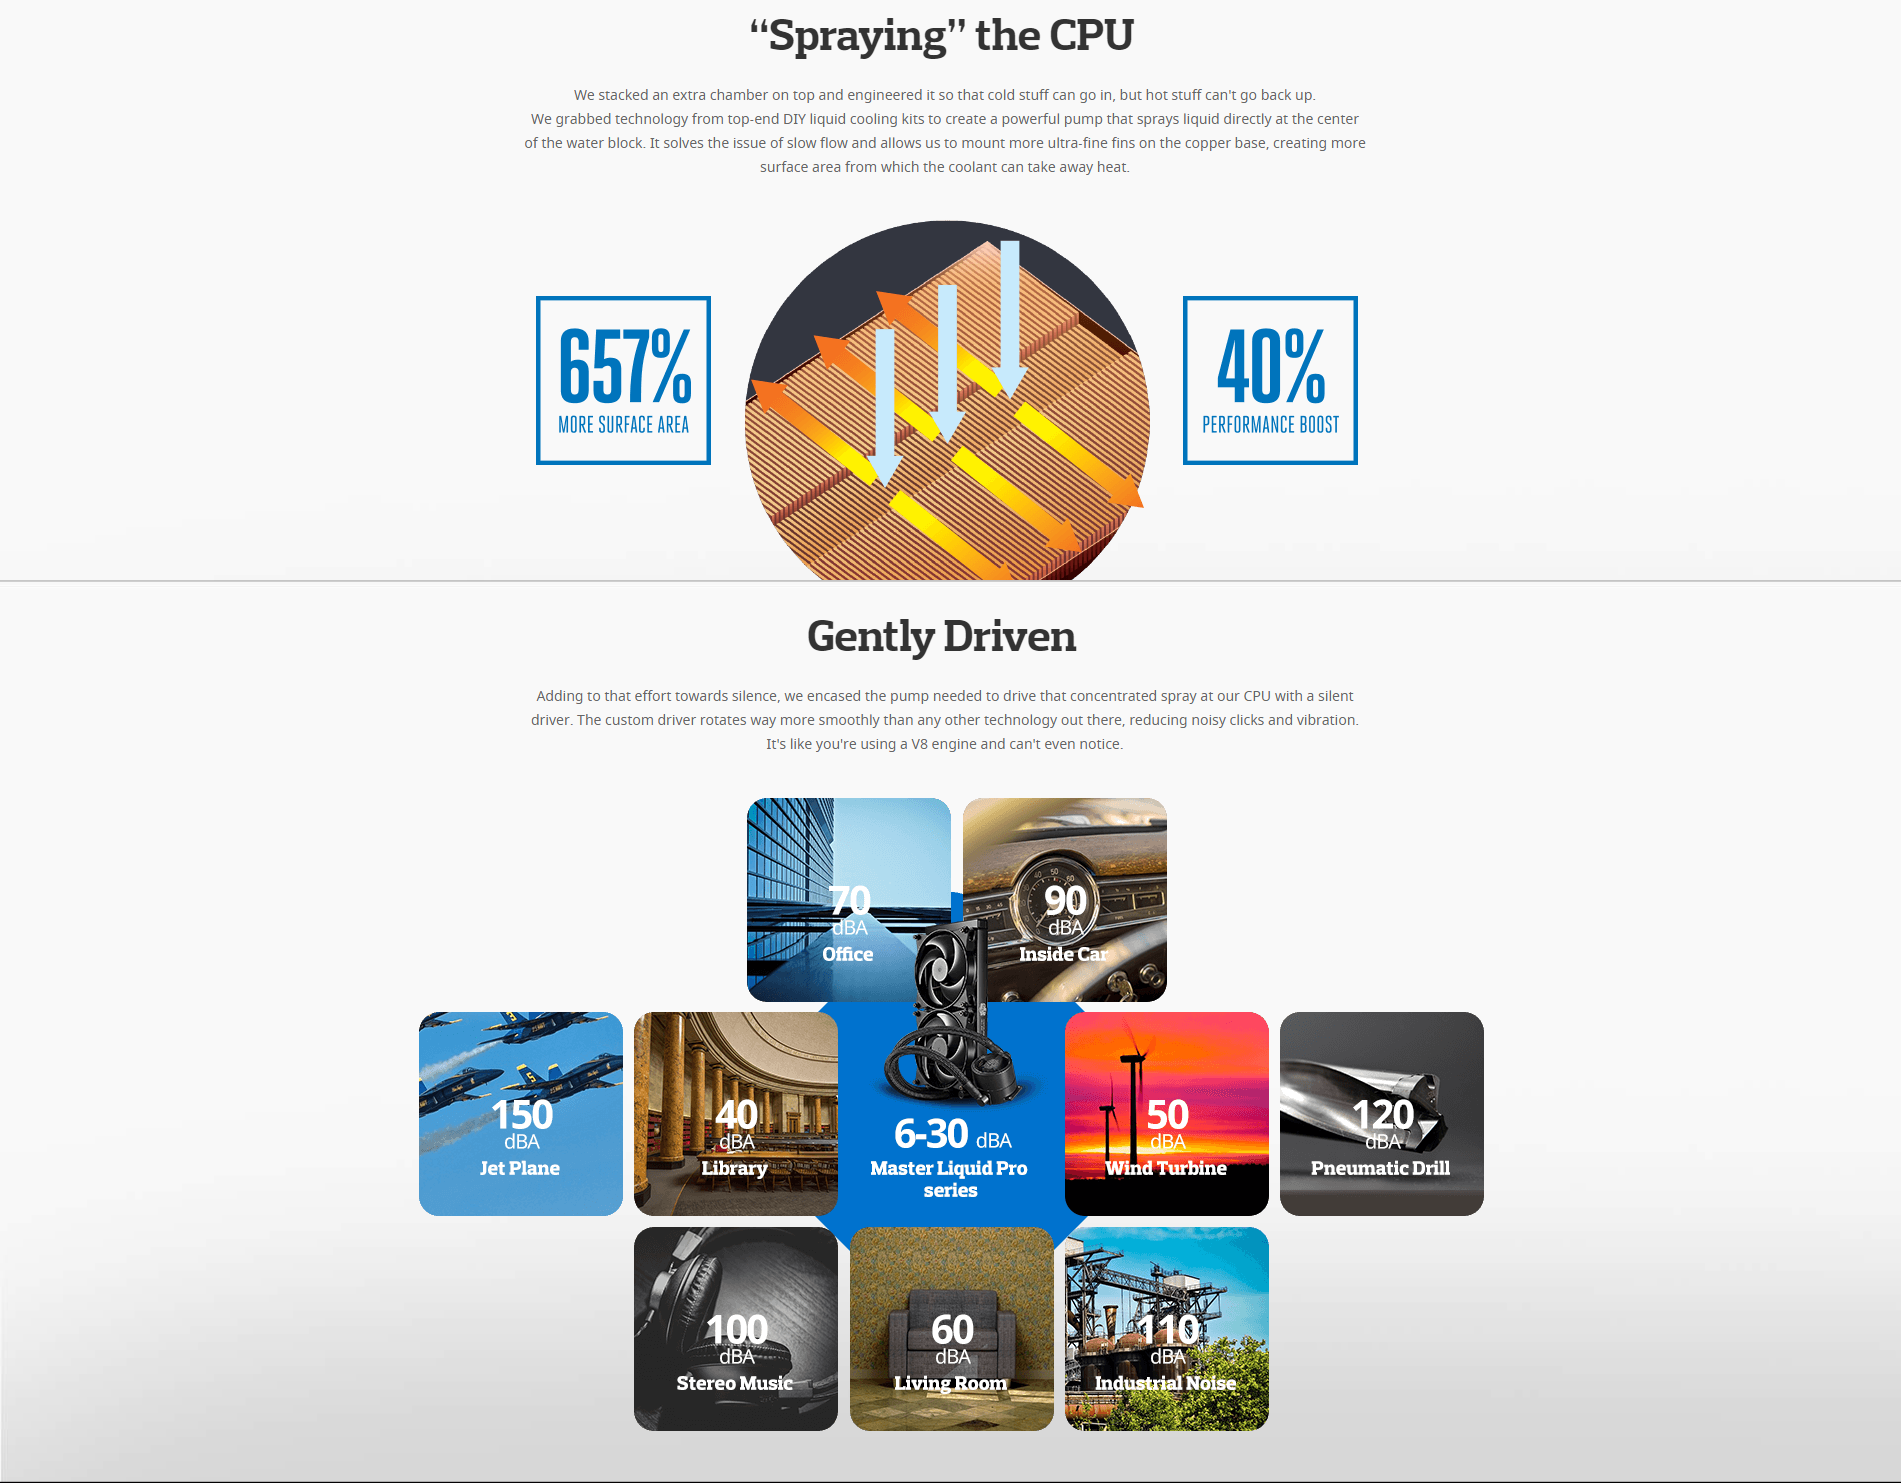 “Spraying” the CPU
We stacked an extra chamber on top and engineered it so that cold stuff can go in, but hot stuff can't go back up.
We grabbed technology from top-end DIY liquid cooling kits to create a powerful pump that sprays liquid directly at the center
of the water block. It solves the issue of slow flow and allows us to mount more ultra-fine fins on the copper base, creating more
surface area from which the coolant can take away heat.
657%
MORE SURFACE AREA
40%
PERFORMANCE BOOST
Gently Driven
Adding to that effort towards silence, we encased the pump needed to drive that concentrated spray at our CPU with a silent
driver. The custom driver rotates way more smoothly than any other technology out there, reducing noisy clicks and vibration.
It's like you're using a V8 engine and can't even notice.
70
dBA
Office
90
dBA
Inside Car
150
dBA
Jet Plane
40
dBA
Library
6-30 dBA
Master Liquid Pro
series
50
dBA
Wind Turbine
120
dBA
Pneumatic Drill
100
dBA
Stereo Music
60
dBA
Living Room
110
dBA
Industrial Noise